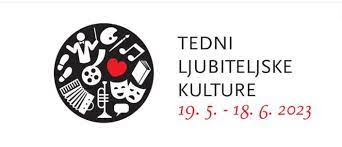 TEDNI
LJUBITELJSKE
KULTURE
19. 5. - 18. 6. 2023